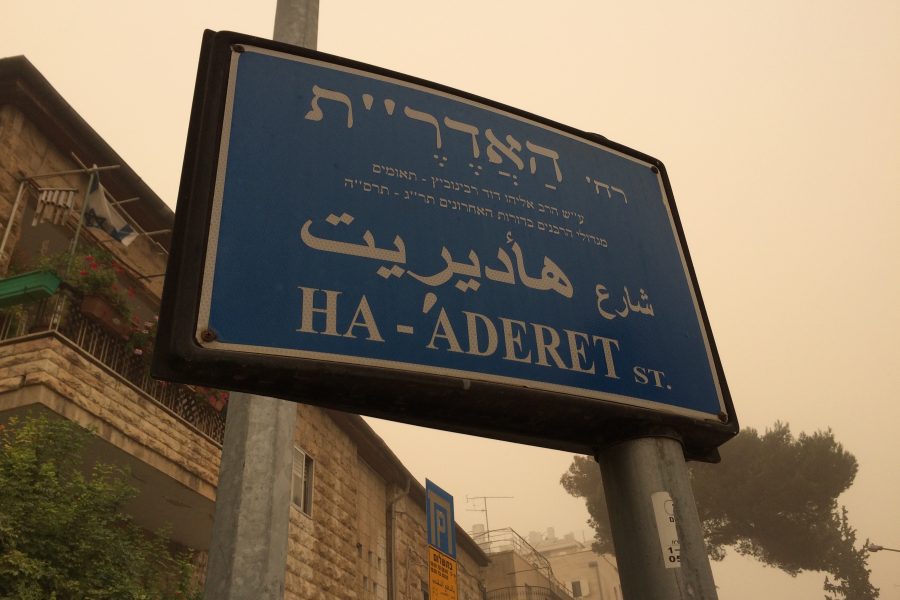 רח' הַאַדֶרֶ''ת
ע״ש הרב אליהו דוד רבינוביץ - תאומים
מגדולי הרבנים בדורות האחרונים תר״ג - תרס״ה
شارع هأديريت
HA-'ADERET ST.